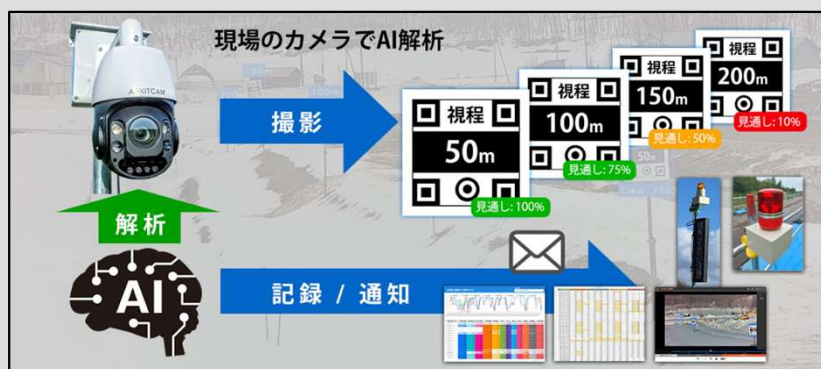 現場のカメラでAI解析
ARKITCAM
撮影
視程
50m
見通し:100%
視程
100m
見通し:75%
視程
150m
見通し:50%
視程
200m
見通し:10%
解析
AI
記録 / 通知